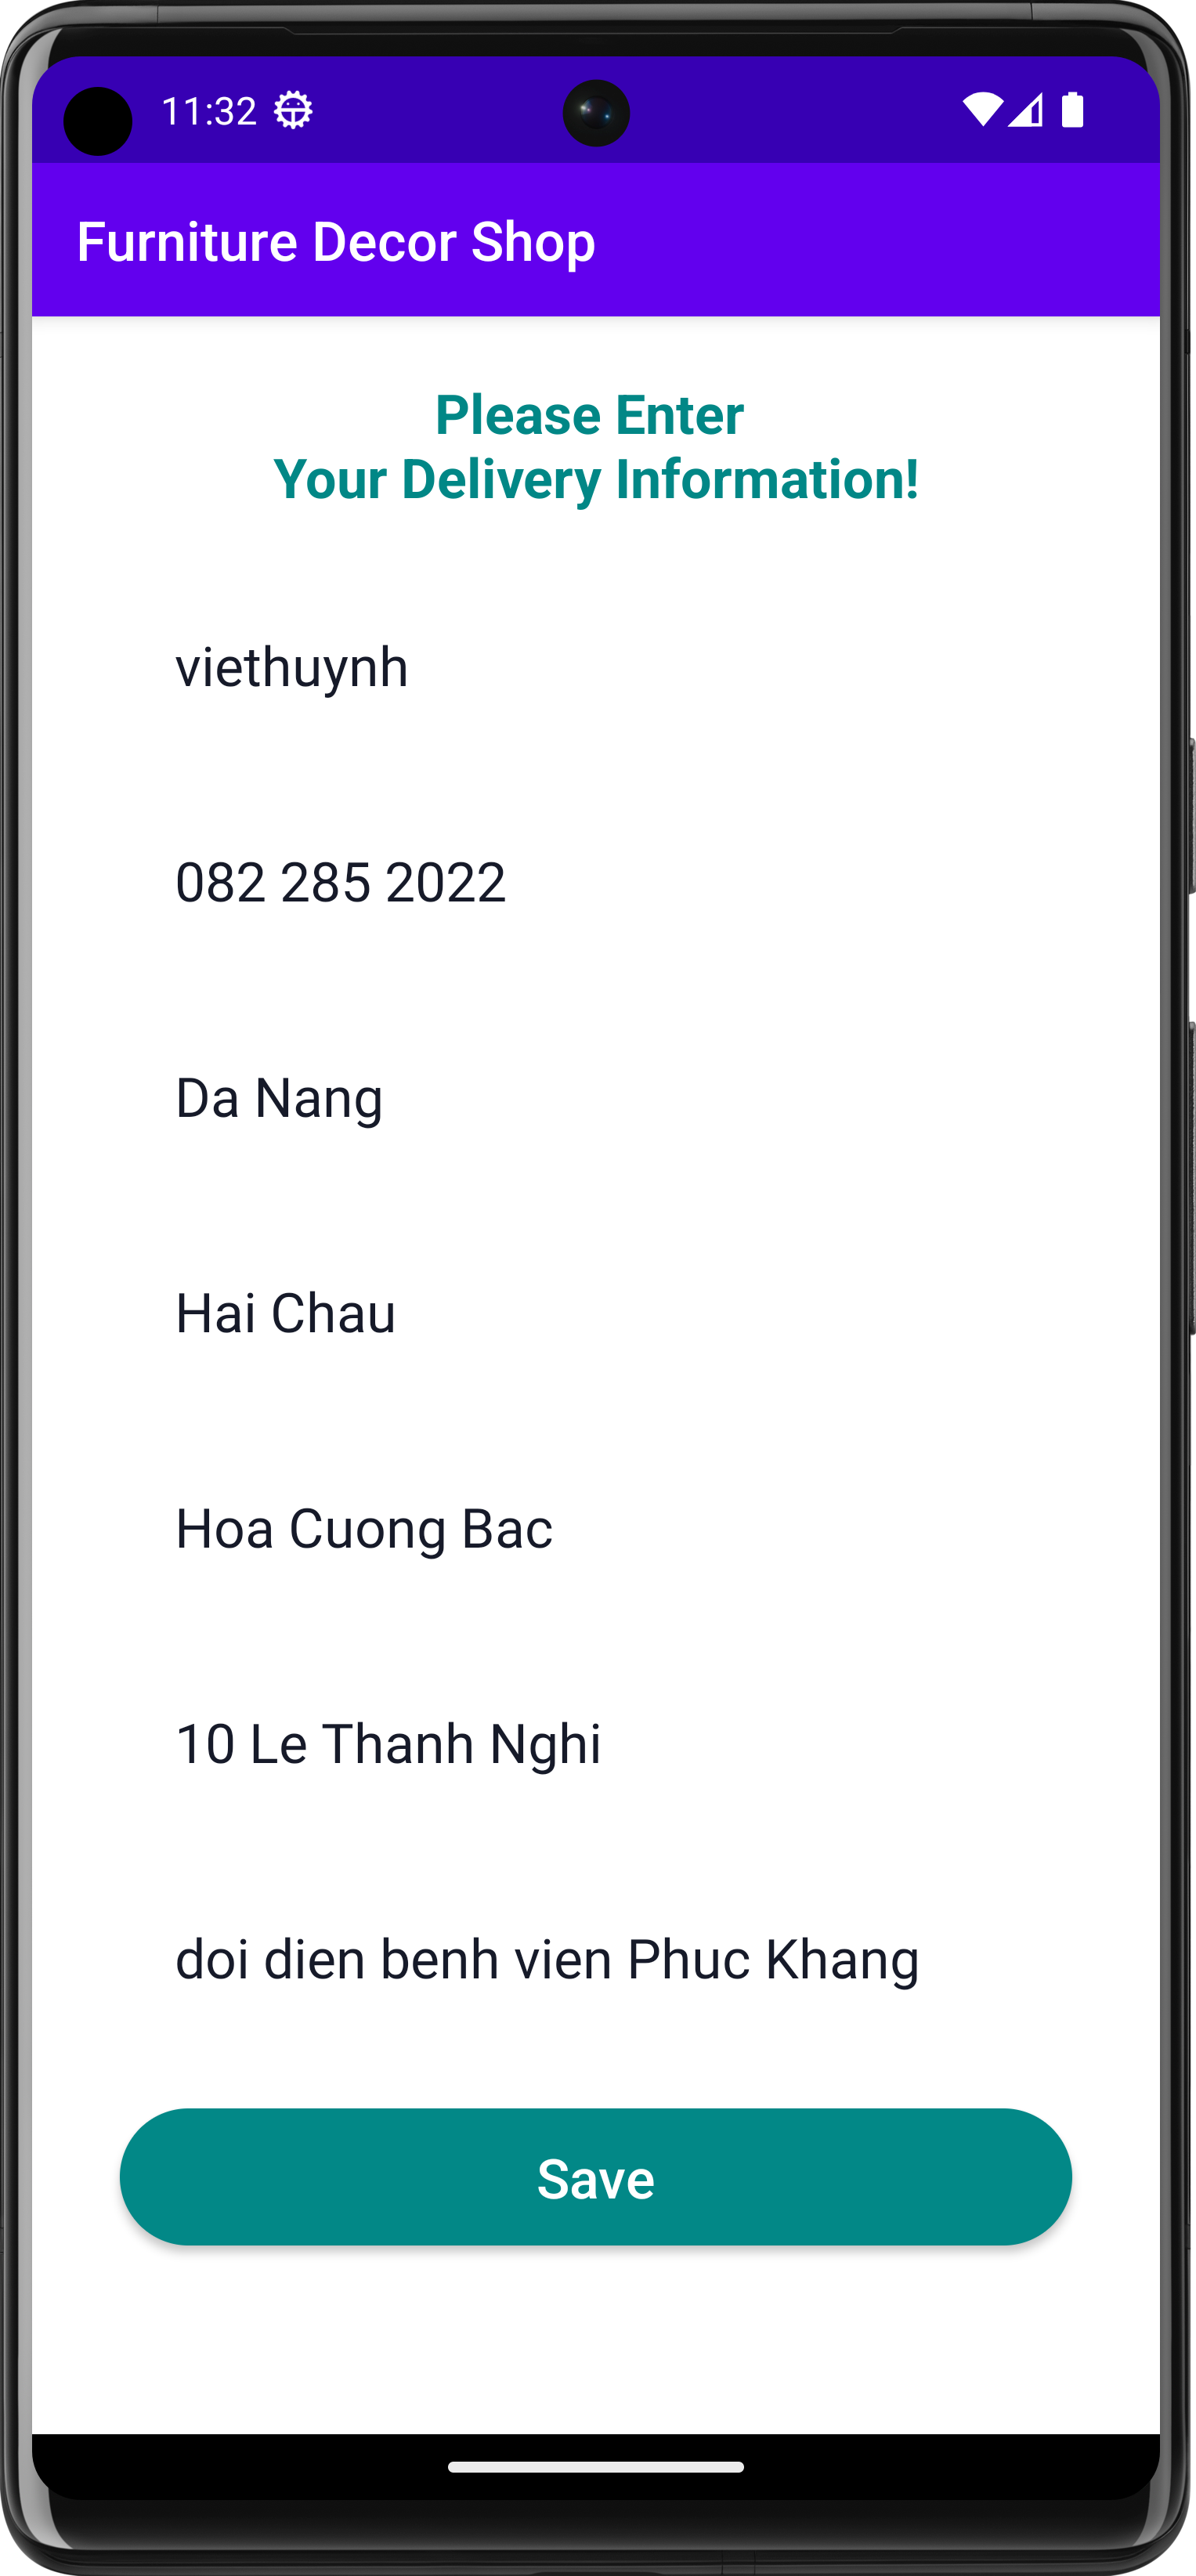 11:32
Furniture Decor Shop
Please Enter
Your Delivery Information!
viethuynh
082 285 2022
Da Nang
Hai Chau
Hoa Cuong Bac
10 Le Thanh Nghi
doi dien benh vien Phuc Khang
Save